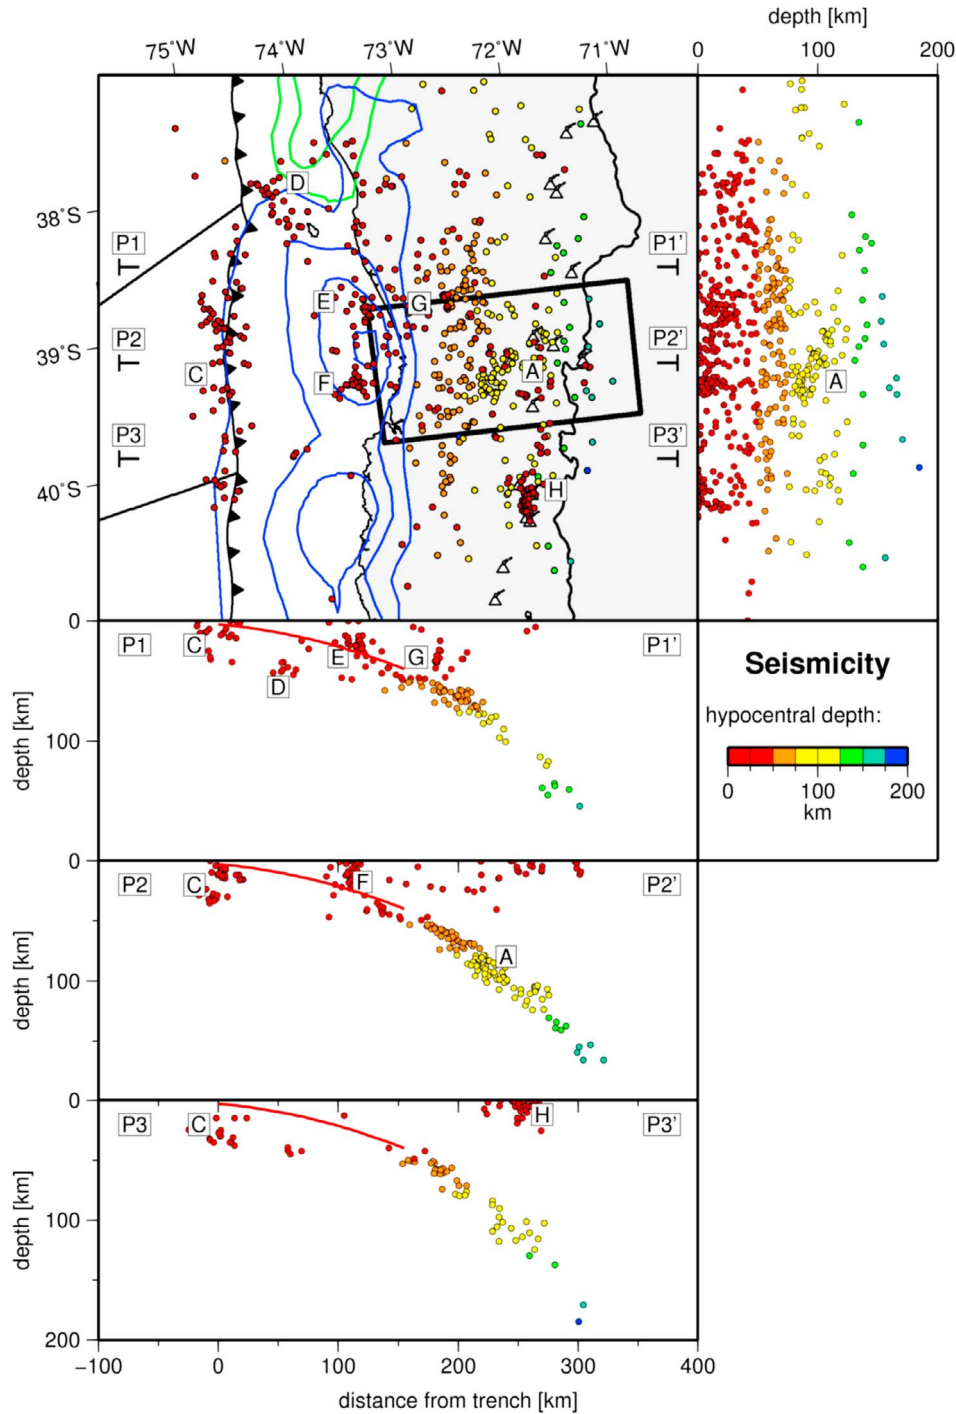 depth [km]
75°W 74°W 73°W 72°W 71°W 0 100 200
D
38°S
P1 P1'
E G
P2 P2'
39°S
C F A A
P3 P3'
40°S H
0
P1 C E G P1'
D
Seismicity
hypocentral depth:
depth [km]
100
0 100 200
km
0
P2 C F P2'
A
depth [km]
100
0
P3 C H P3'
depth [km]
100
200
−100 0 100 200 300 400
distance from trench [km]